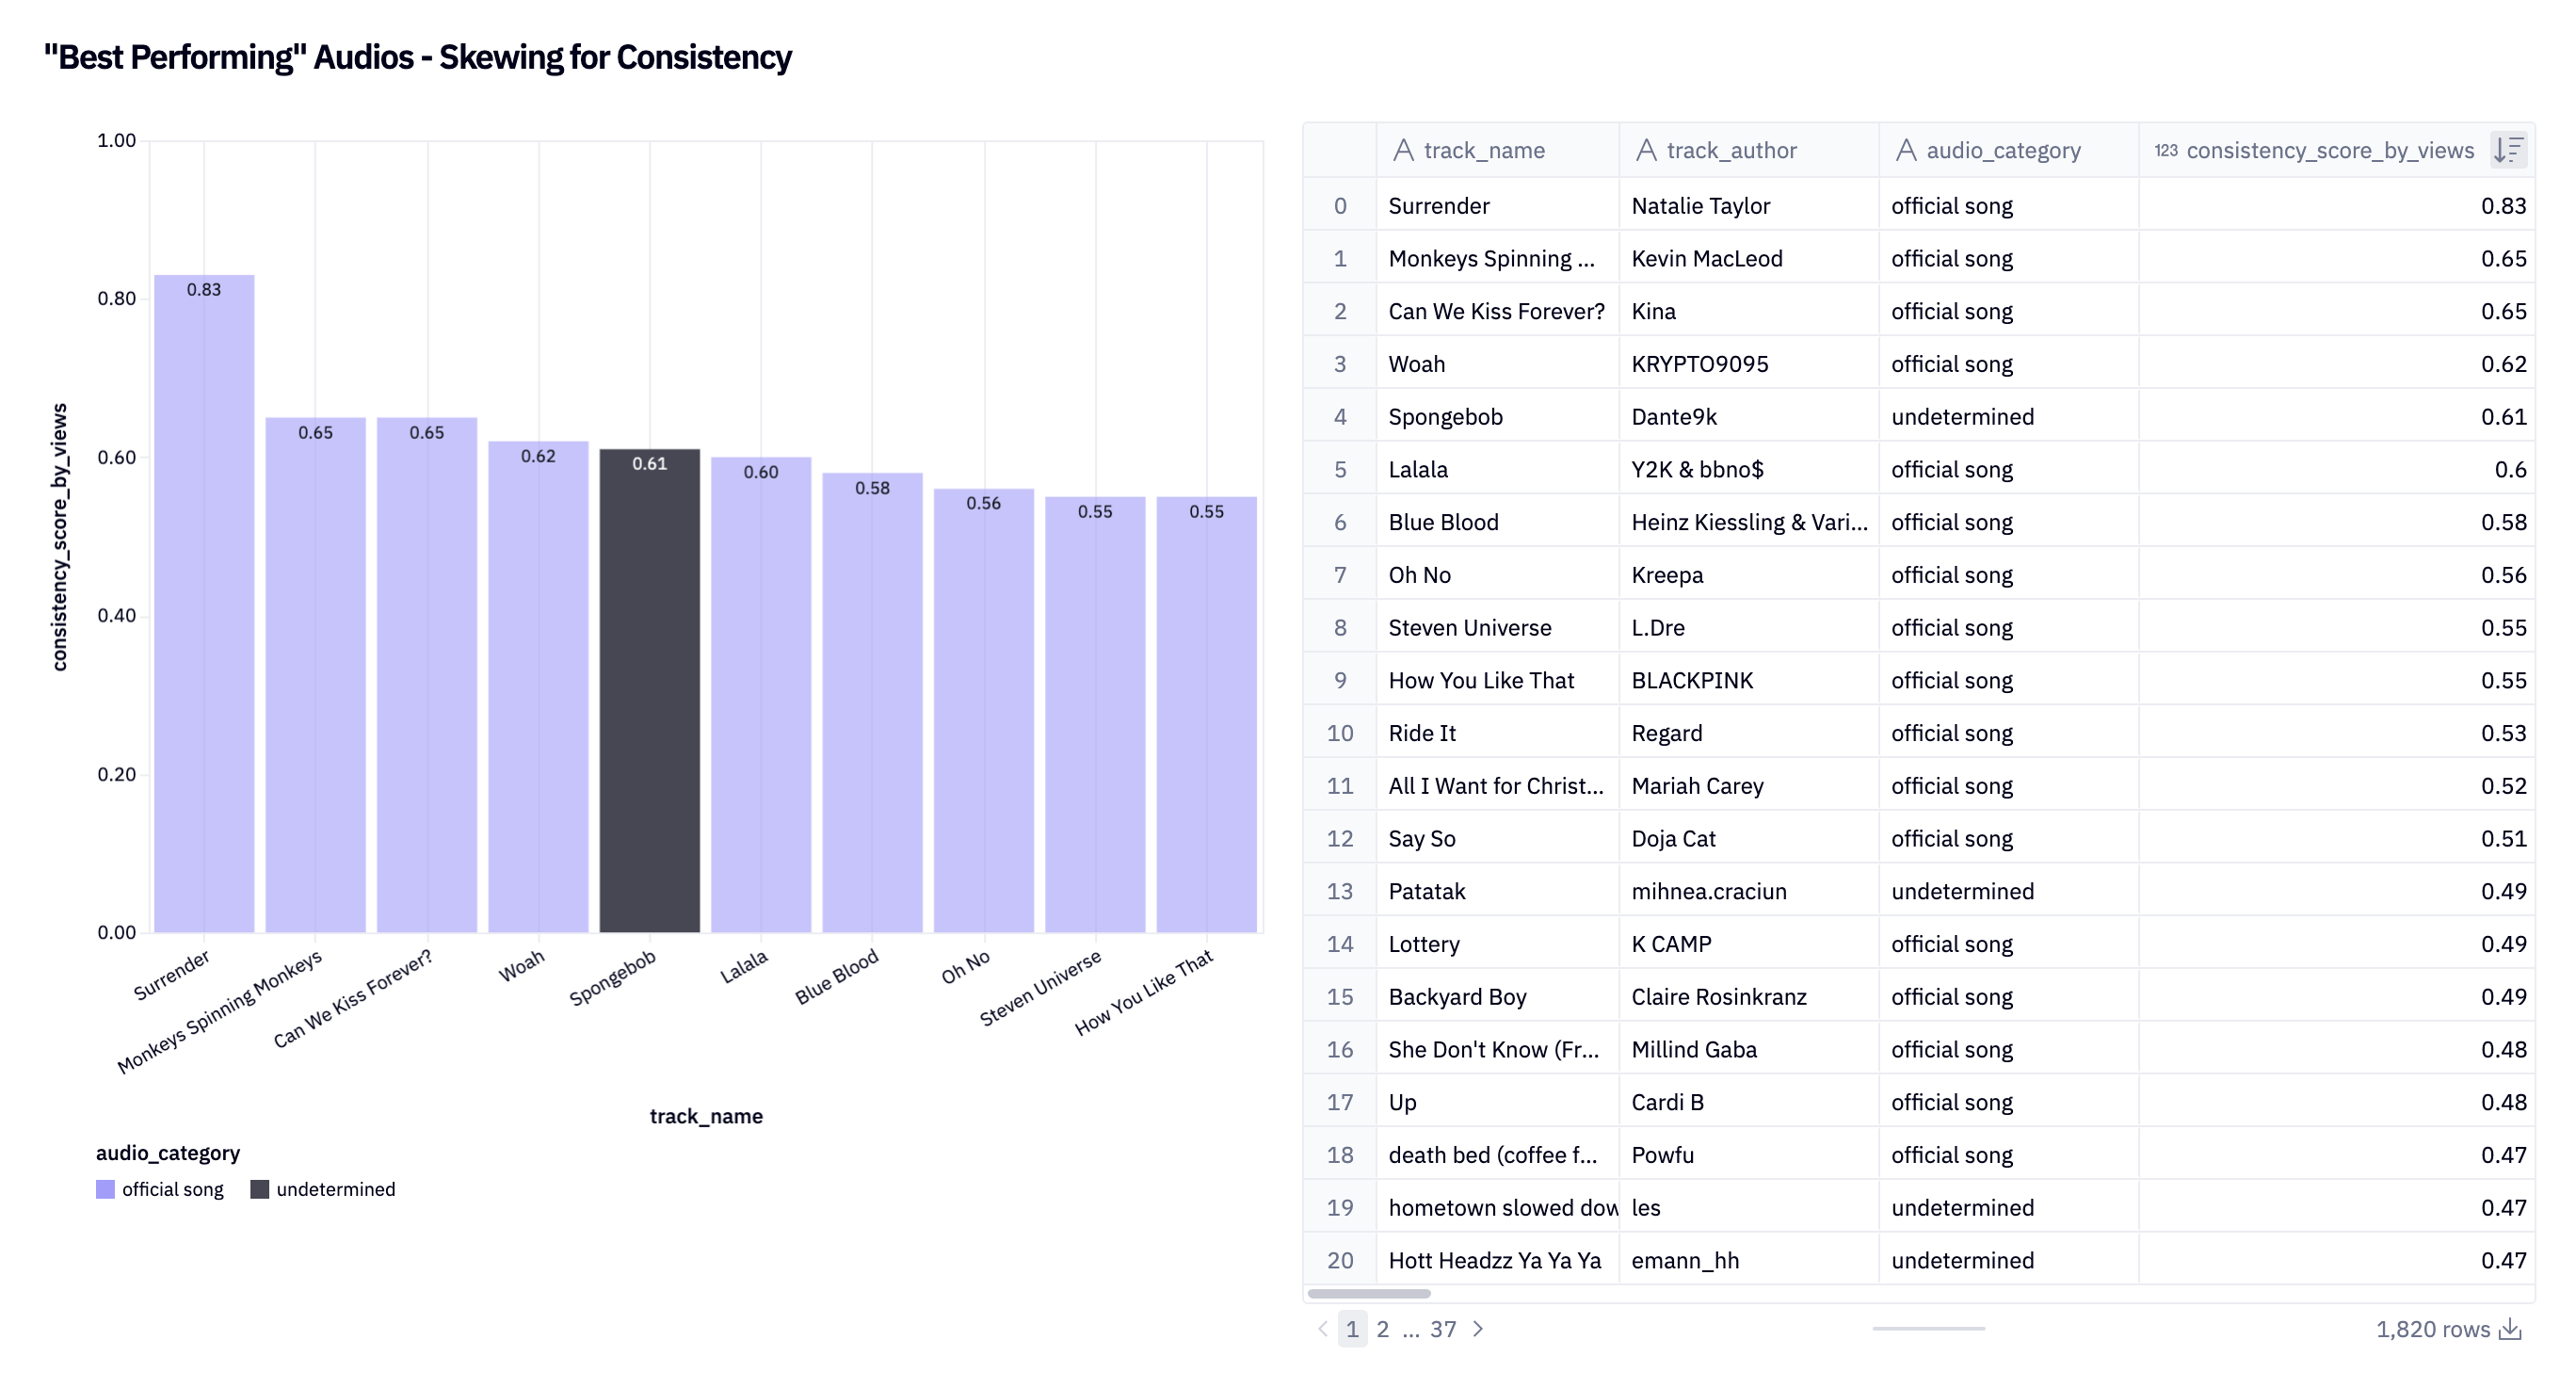 "Best Performing" Audios - Skewing for Consistency
1.00
0.80
0.60
0.40
0.20
0.00
consistency_score_by_views
0.83
0.65
0.65
0.62
0.61
0.60
0.58
0.56
0.55
0.55
Surrender
Monkeys Spinning Monkeys
Can We Kiss Forever?
Woah
Spongebob
Lalala
Blue Blood
Oh No
Steven Universe
How You Like That
track_name
audio_category
official song undetermined
track_name track_author audio_category 123 consistency_score_by_views
0 Surrender Natalie Taylor official song 0.83
1 Monkeys Spinning ... Kevin MacLeod official song 0.65
2 Can We Kiss Forever? Kina official song 0.65
3 Woah KRYPTO9095 official song 0.62
4 Spongebob Dante9k undetermined 0.61
5 Lalala Y2K & bbno$ official song 0.6
6 Blue Blood Heinz Kiessling & Vari... official song 0.58
7 Oh No Kreepa official song 0.56
8 Steven Universe L.Dre official song 0.55
9 How You Like That BLACKPINK official song 0.55
10 Ride It Regard official song 0.53
11 All I Want for Christ... Mariah Carey official song 0.52
12 Say So Doja Cat official song 0.51
13 Patatak mihnea.craciun undetermined 0.49
14 Lottery K CAMP official song 0.49
15 Backyard Boy Claire Rosinkranz official song 0.49
16 She Don't Know (Fr... Millind Gaba official song 0.48
17 Up Cardi B official song 0.48
18 death bed (coffee f... Powfu official song 0.47
19 hometown slowed dow les undetermined 0.47
20 Hott Headzz Ya Ya Ya emann_hh undetermined 0.47
1 2 ... 37 1,820 rows